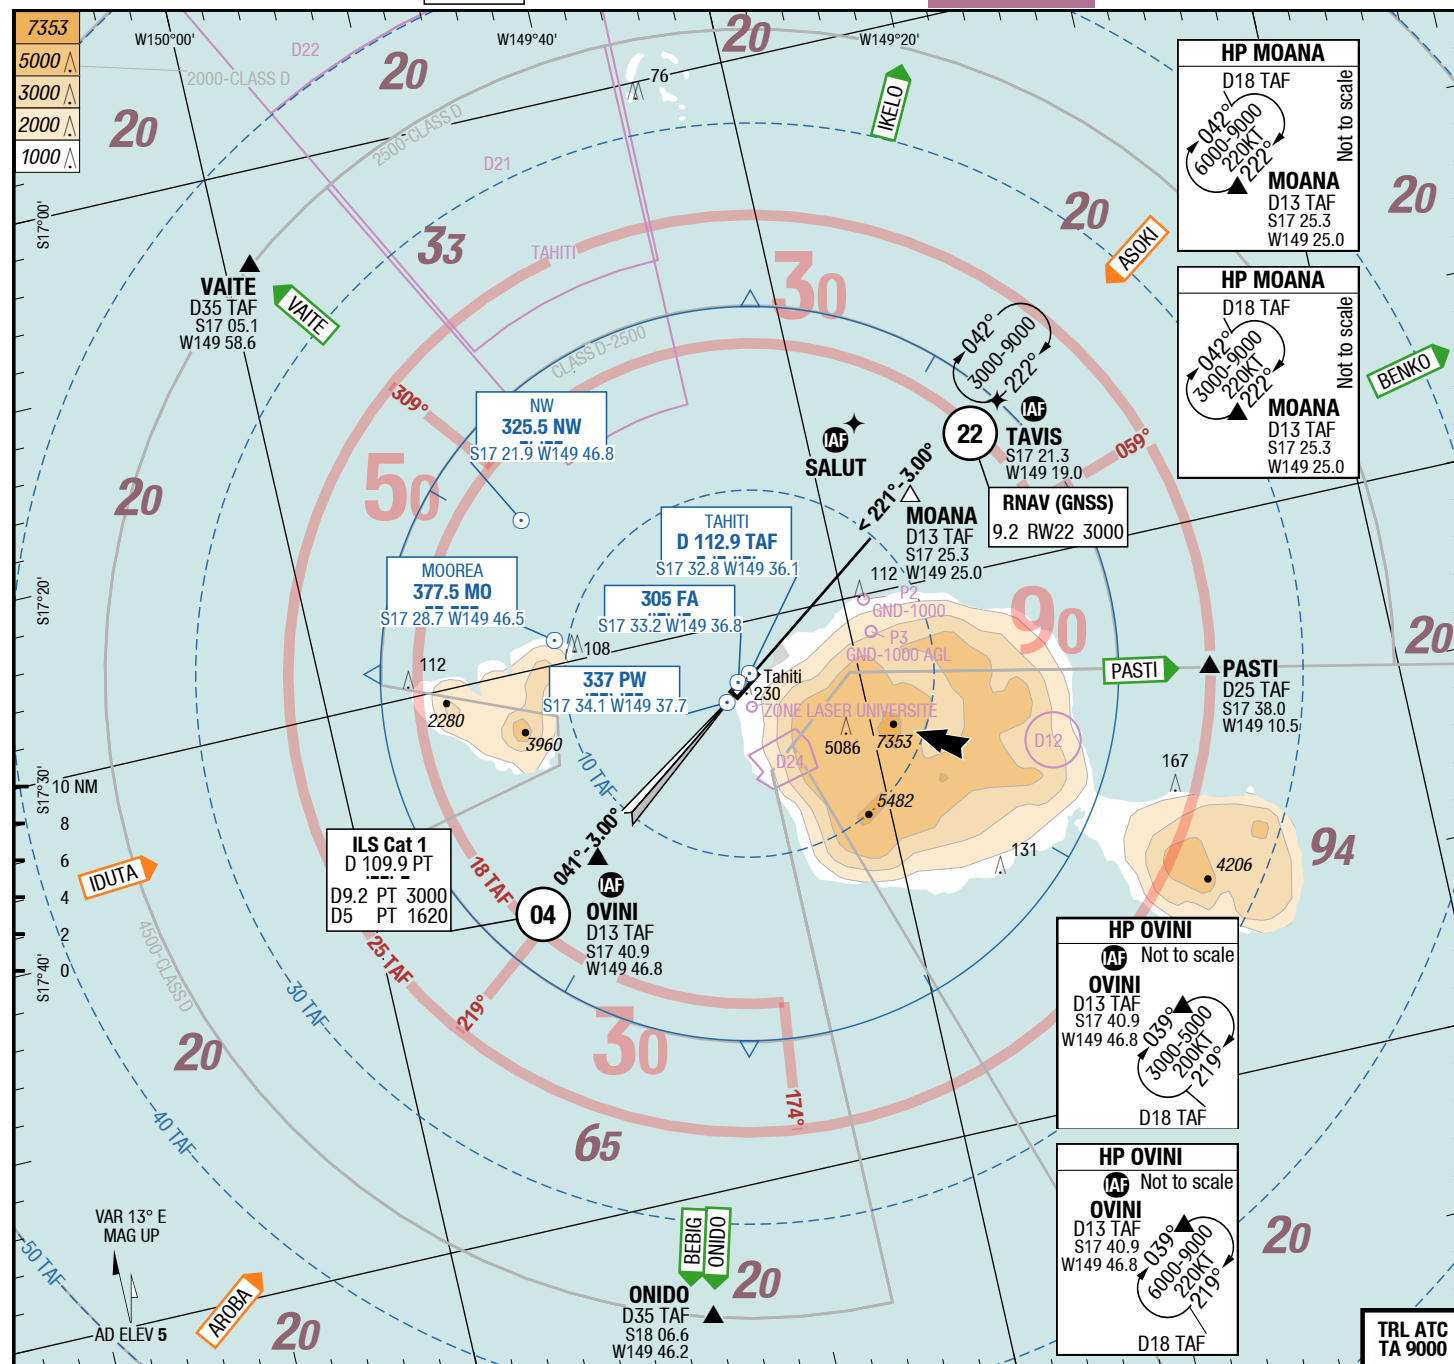 7353
5000
3000
2000
1000
W150°00'
D22
20
2000-CLASS D
W149°40'
20
76
W149°20'
IKELO
20
2500-CLASS D
D21
33
TAHITI
20
ASOKI
20
HP MOANA
D18 TAF
042°
6000-9000
220KT
222°
Not to scale
MOANA
D13 TAF
S17 25.3
W149 25.0
HP MOANA
D18 TAF
042°
3000-9000
220KT
222°
Not to scale
MOANA
D13 TAF
S17 25.3
W149 25.0
BENKO
S17°00'
VAITE
D35 TAF
S17 05.1
W149 58.6
VAITE
30
CLASS D-2500
042°
3000-9000
222°
309°
NW
325.5 NW
S17 21.9 W149 46.8
IAF
SALUT
22
IAF
TAVIS
S17 21.3
W149 19.0
059°
RNAV (GNSS)
9.2 RW22 3000
< 221°-3.00°
MOANA
D13 TAF
S17 25.3
W149 25.0
50
20
TAHITI
D 112.9 TAF
S17 32.8 W149 36.1
MOOREA
377.5 MO
S17 28.7 W149 46.5
305 FA
S17 33.2 W149 36.8
337 PW
S17 34.1 W149 37.7
S17°20'
112
P2
GND-1000
P3
GND-1000 AGL
90
20
108
112
2280
3960
Tahiti
230
ZONE LASER UNIVERSITE
5086
7353
D24
D12
5482
PASTI
PASTI
D25 TAF
S17 38.0
W149 10.5
167
131
4206
94
10 TAF
S17°30'
10 NM
8
6
4
2
0
S17°40'
IDUTA
4500-CLASS D
ILS Cat 1
D 109.9 PT
D9.2 PT 3000
D5 PT 1620
18 TAF
25 TAF
041°-3.00°
04
IAF
OVINI
D13 TAF
S17 40.9
W149 46.8
219°
30
174°
30 TAF
20
40 TAF
65
HP OVINI
IAF Not to scale
OVINI
D13 TAF
S17 40.9
W149 46.8
039°
3000-5000
200KT
219°
D18 TAF
HP OVINI
IAF Not to scale
OVINI
D13 TAF
S17 40.9
W149 46.8
039°
6000-9000
220KT
219°
D18 TAF
20
VAR 13° E
MAG UP
AD ELEV 5
50 TAF
AROBA
20
BEBIG
ONIDO
20
ONIDO
D35 TAF
S18 06.6
W149 46.2
TRL ATC
TA 9000